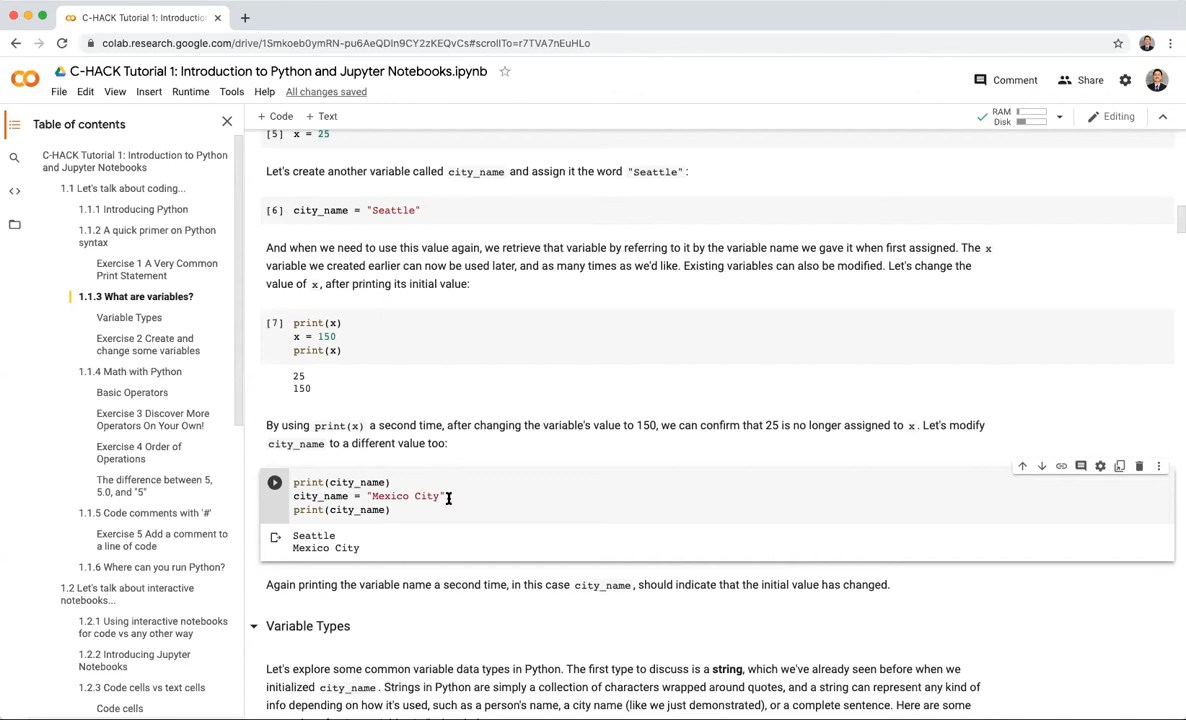 C-HACK Tutorial 1: Introduction
colab.research.google.com/drive/1Smkoeb0ymRN-pu6AeQDln9CY2zKEQvCs#scrollTo=r7TVA7nEuHLo
C-HACK Tutorial 1: Introduction to Python and Jupyter Notebooks.ipynb
Comment
Share
File Edit View Insert Runtime Tools Help All changes saved
Table of contents
+ Code + Text
RAM
Disk
Editing
C-HACK Tutorial 1: Introduction to Python
and Jupyter Notebooks
1.1 Let's talk about coding...
1.1.1 Introducing Python
1.1.2 A quick primer on Python
syntax
Exercise 1 A Very Common
Print Statement
1.1.3 What are variables?
Variable Types
Exercise 2 Create and
change some variables
1.1.4 Math with Python
Basic Operators
Exercise 3 Discover More
Operators On Your Own!
Exercise 4 Order of
Operations
The difference between 5,
5.0, and "5"
1.1.5 Code comments with '#'
Exercise 5 Add a comment to
a line of code
1.1.6 Where can you run Python?
1.2 Let's talk about interactive
notebooks...
1.2.1 Using interactive notebooks
for code vs any other way
1.2.2 Introducing Jupyter
Notebooks
1.2.3 Code cells vs text cells
Code cells
[5] x = 25
Let's create another variable called city_name and assign it the word "Seattle":
[6] city_name = "Seattle"
And when we need to use this value again, we retrieve that variable by referring to it by the variable name we gave it when first assigned. The x
variable we created earlier can now be used later, and as many times as we'd like. Existing variables can also be modified. Let's change the
value of x, after printing its initial value:
[7] print(x)
x = 150
print(x)
25
150
By using print(x) a second time, after changing the variable's value to 150, we can confirm that 25 is no longer assigned to x. Let's modify
city_name to a different value too:
print(city_name)
city_name = "Mexico City"
print(city_name)
Seattle
Mexico City
Again printing the variable name a second time, in this case city_name, should indicate that the initial value has changed.
Variable Types
Let's explore some common variable data types in Python. The first type to discuss is a string, which we've already seen before when we
initialized city_name. Strings in Python are simply a collection of characters wrapped around quotes, and a string can represent any kind of
info depending on how it's used, such as a person's name, a city name (like we just demonstrated), or a complete sentence. Here are some